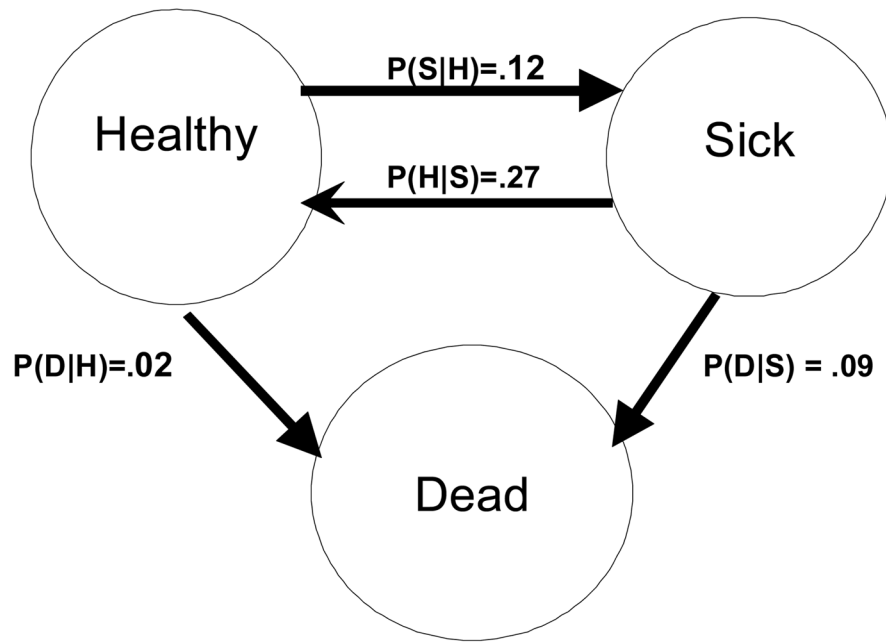 P(S|H)=.12
Healthy
Sick
P(H|S)=.27
P(D|H)=.02
P(D|S) = .09
Dead